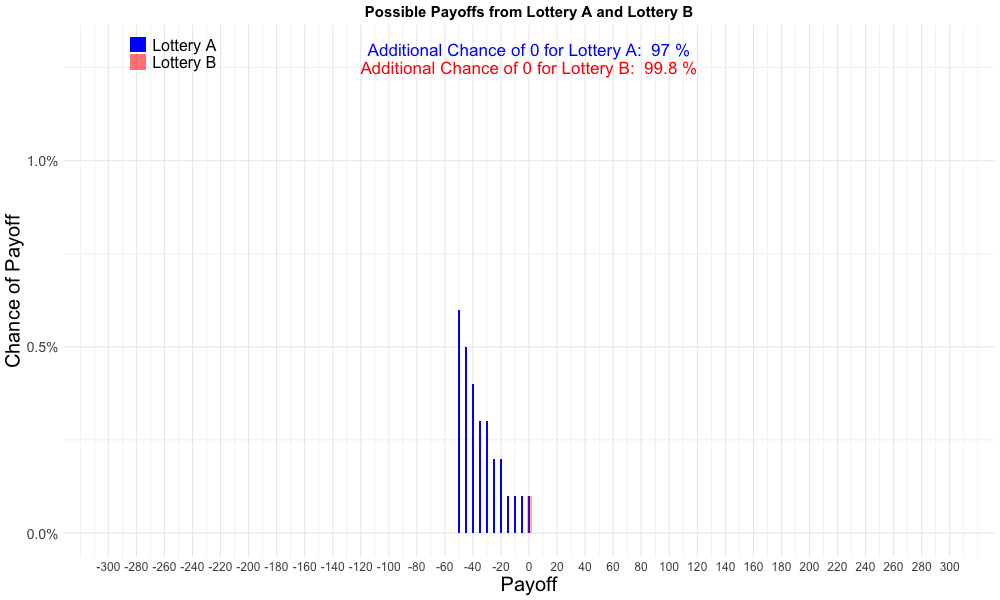 Possible Payoffs from Lottery A and Lottery B
Lottery A
Lottery B
Additional Chance of 0 for Lottery A:  97 %
Additional Chance of 0 for Lottery B:  99.8 %
Chance of Payoff
1.0%
0.5%
0.0%
-300 -280 -260 -240 -220 -200 -180 -160 -140 -120 -100 -80 -60 -40 -20 0 20 40 60 80 100 120 140 160 180 200 220 240 260 280 300
Payoff